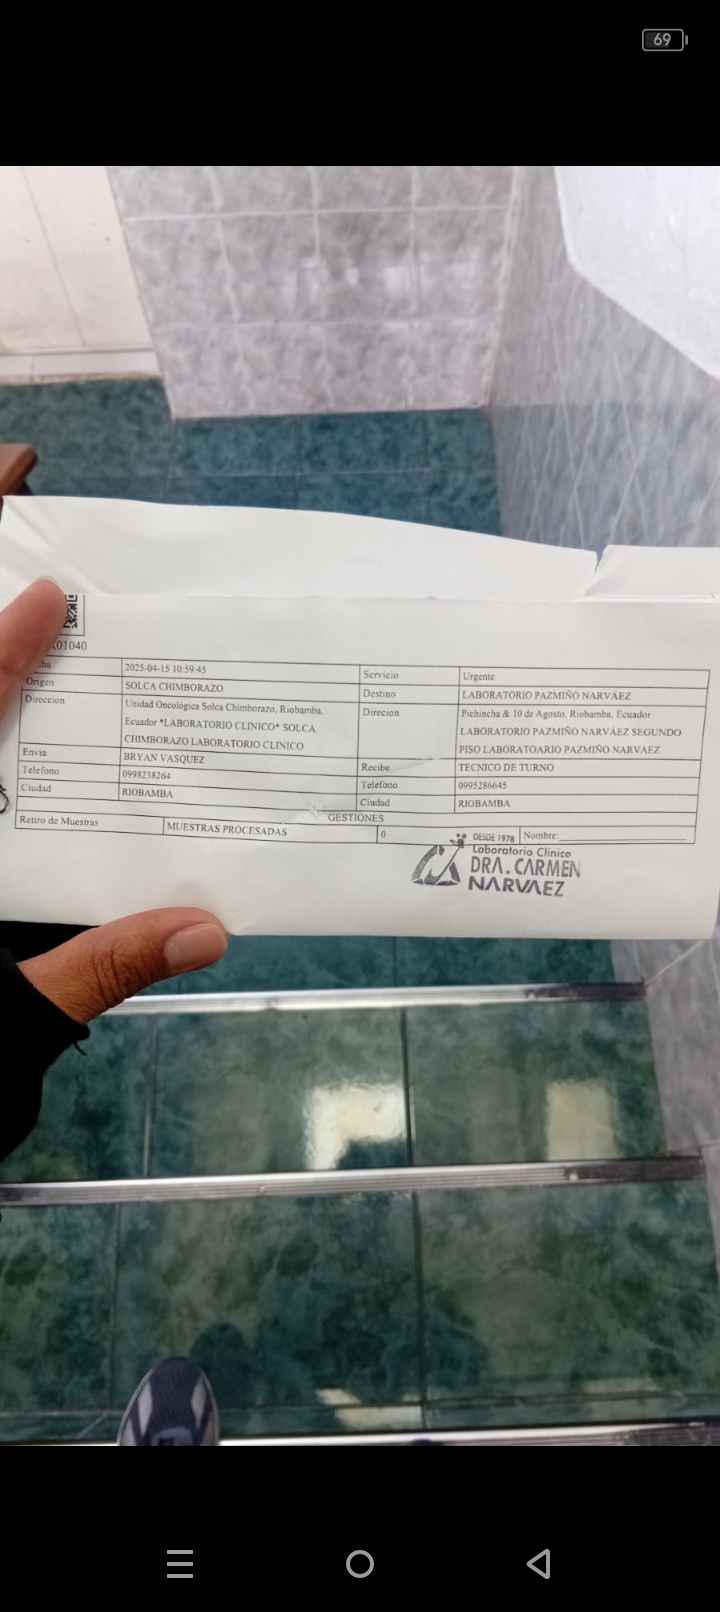 69
01040
2025-04-15 10:59:45
Servicio
Urgente
Origen
SOLCA CHIMBORAZO
Destino
LABORATORIO PAZMIÑO NARVÁEZ
Direccion
Unidad Oncológica Solca Chimborazo, Riobamba,
Ecuador *LABORATORIO CLINICO* SOLCA
CHIMBORAZO LABORATORIO CLINICO
Direcion
Pichincha & 10 de Agosto, Riobamba, Ecuador
LABORATORIO PAZMIÑO NARVÁEZ SEGUNDO
PISO LABORATOARIO PAZMIÑO NARVAEZ
Envia
BRYAN VASQUEZ
Recibe
TECNICO DE TURNO
Telefono
0998238264
Telefono
0995286645
Ciudad
RIOBAMBA
Ciudad
RIOBAMBA
GESTIONES
Retiro de Muestras
MUESTRAS PROCESADAS
0
Nombre:
DESDE 1978
Laboratorio Clínico
DRA. CARMEN
NARVAEZ